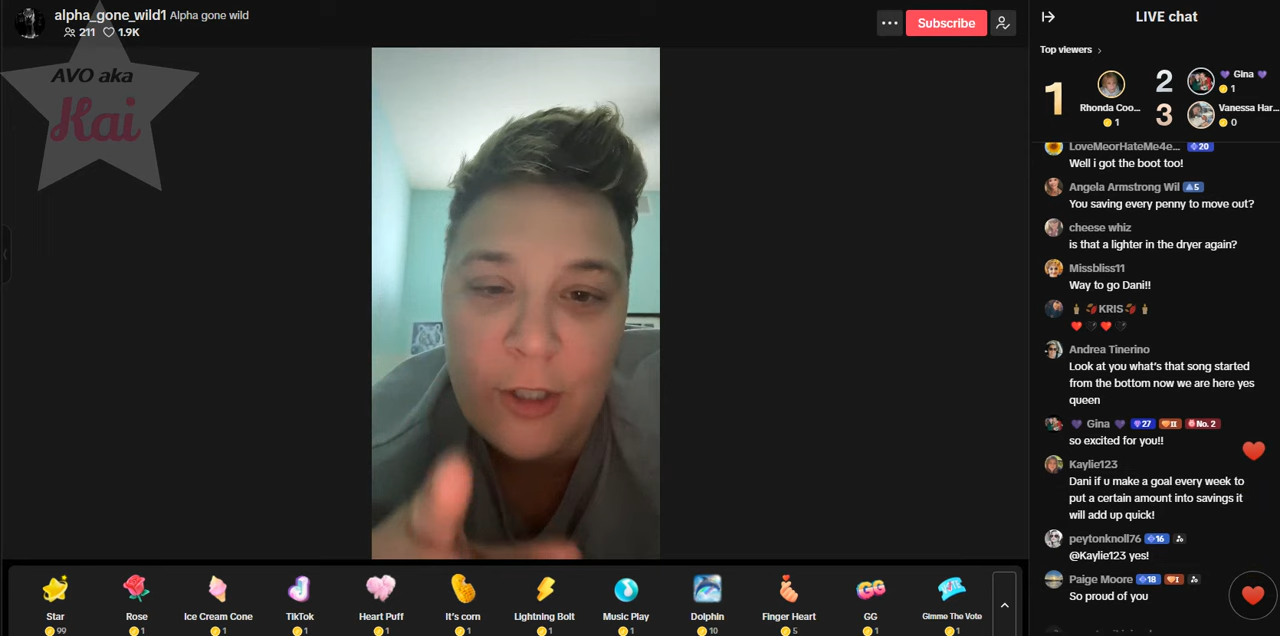 alpha_gone_wild1 Alpha gone wild
211 1.9K
Subscribe
AVO aka
Kai
LIVE chat
Top viewers
1
Rhonda Coo...
1
2
Gina
1
3
Vanessa Har...
0
LoveMeorHateMe4e... 20
Well i got the boot too!
Angela Armstrong Wil 5
You saving every penny to move out?
cheese whiz
is that a lighter in the dryer again?
Missbliss11
Way to go Dani!!
KRIS
Andrea Tinerino
Look at you what's that song started
from the bottom now we are here yes
queen
Gina 27 II No. 2
so excited for you!!
Kaylie123
Dani if u make a goal every week to
put a certain amount into savings it
will add up quick!
peytonknoll76 16
@Kaylie123 yes!
Paige Moore 18 I
So proud of you
Star
99
Rose
1
Ice Cream Cone
1
TikTok
1
Heart Puff
1
It's corn
1
Lightning Bolt
1
Music Play
1
Dolphin
10
Finger Heart
5
GG
GG
1
Gimme The Vote
1